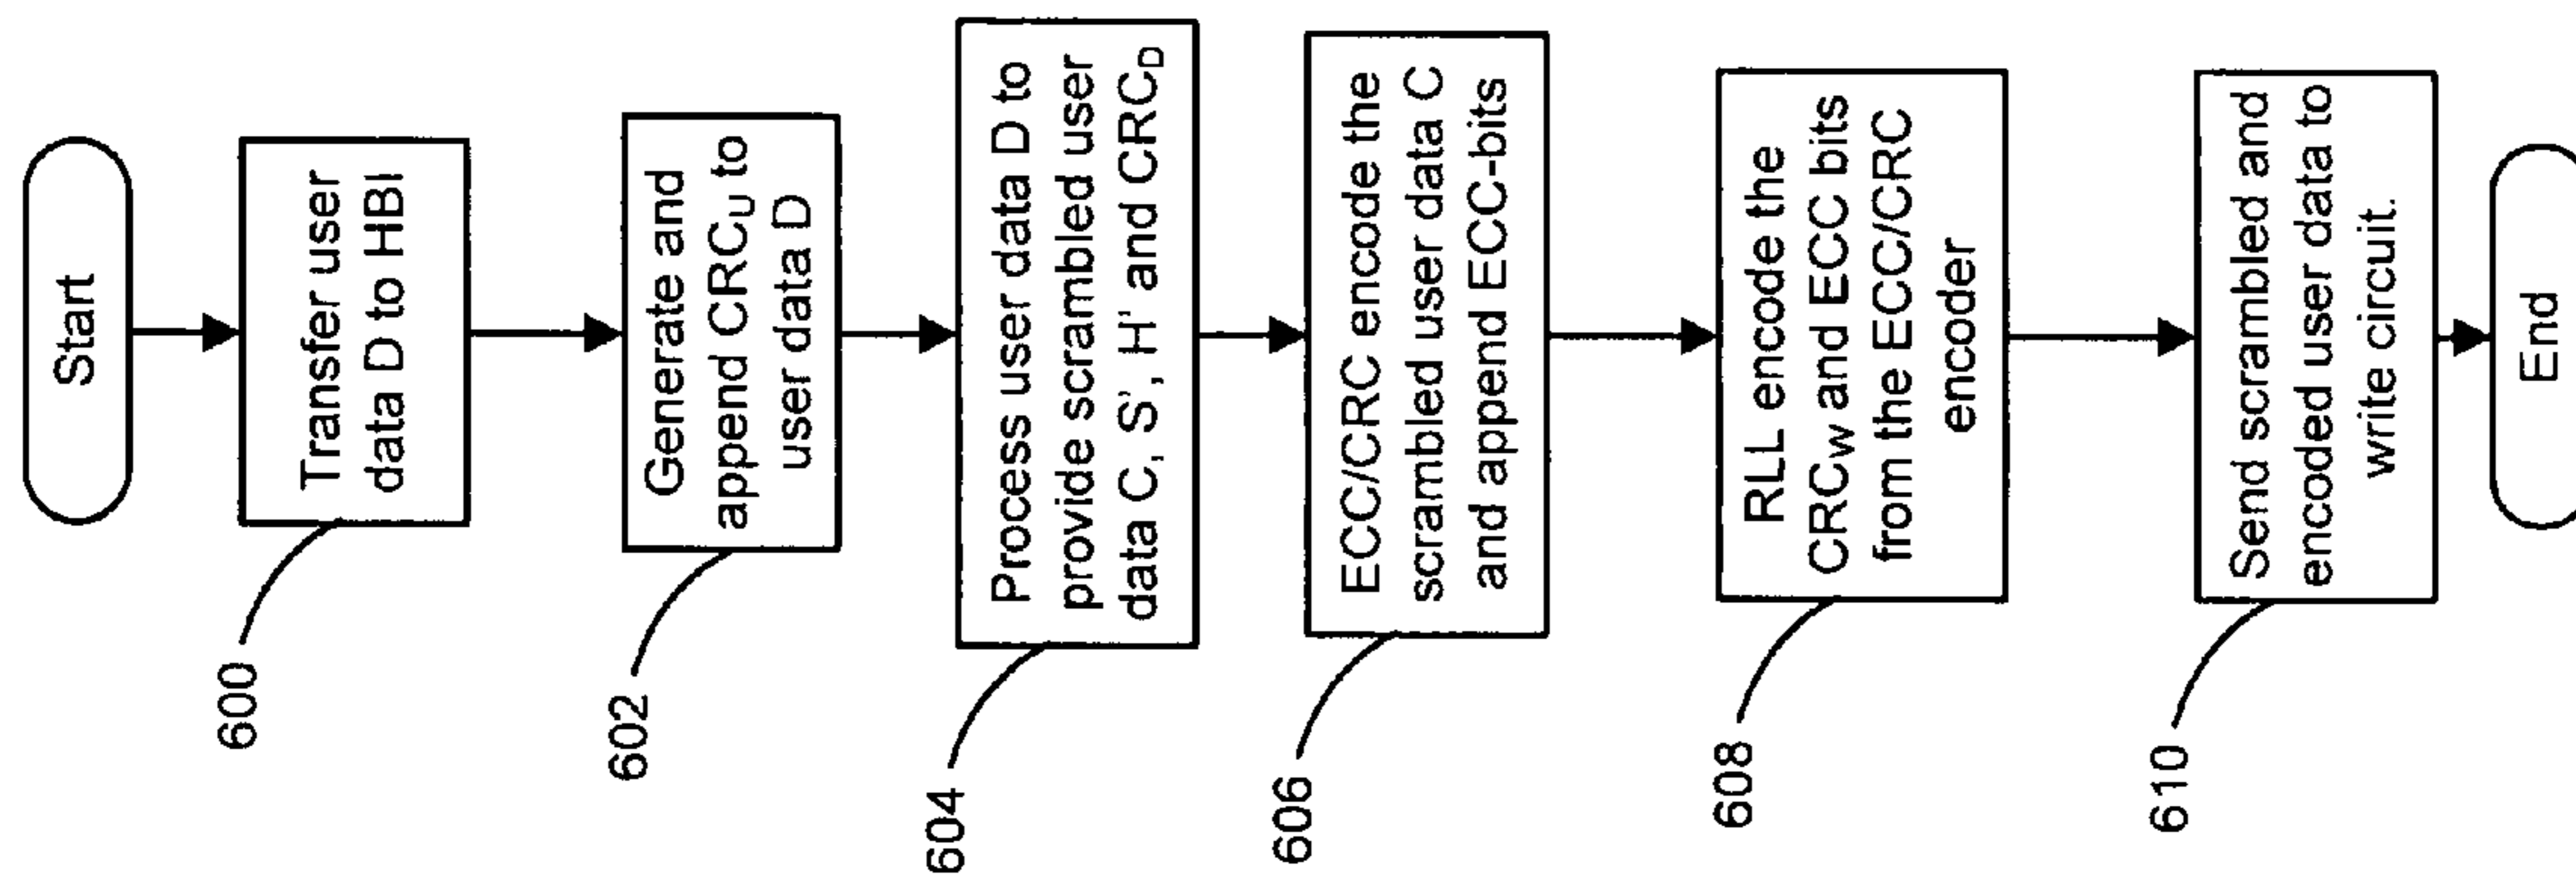 Start
600
Transfer user
data D to HBI
602
Generate and
append CRCU to
user data D
604
Process user data D to
provide scrambled user
data C, S', H' and CRCD
606
ECC/CRC encode the
scrambled user data C
and append ECC-bits
608
RLL encode the
CRCW and ECC bits
from the ECC/CRC
encoder
610
Send scrambled and
encoded user data to
write circuit.
End